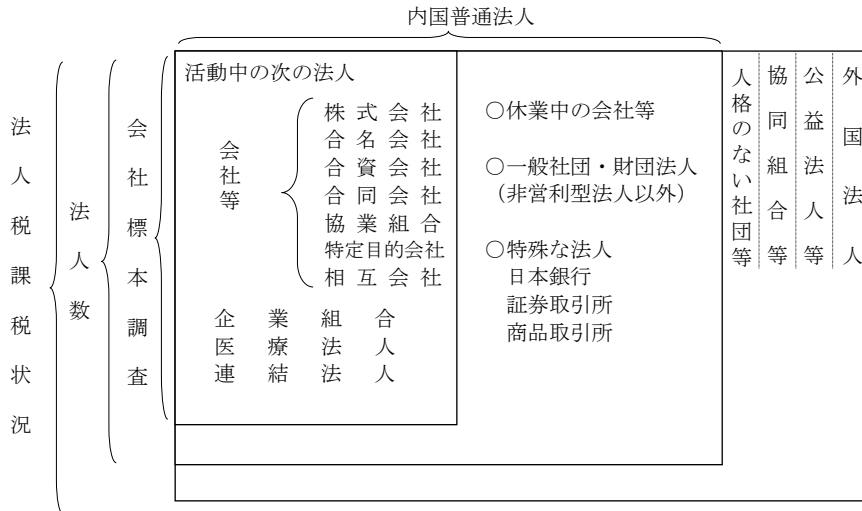 内国普通法人
法人税課税状況
法人数
会社標本調査
活動中の次の法人
会社等
株式会社
合名会社
合資会社
合同会社
協業組合
特定目的会社
相互会社
企業組合
医療法人
連結法人
○休業中の会社等
○一般社団・財団法人
(非営利型法人以外)
○特殊な法人
日本銀行
証券取引所
商品取引所
人格のない社団等
協同組合等
公益法人等
外国法人